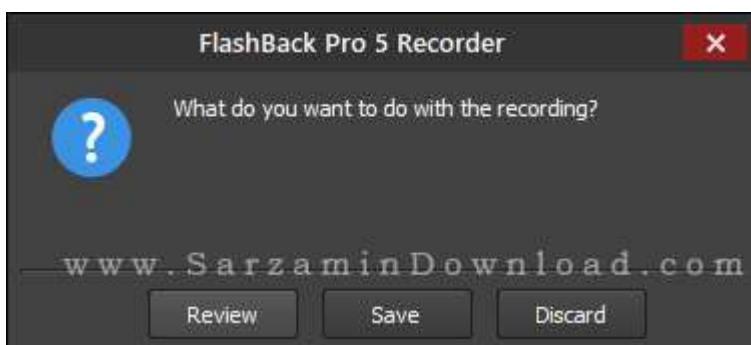 FlashBack Pro 5 Recorder
What do you want to do with the recording?
?
www.SarzaminDownload.com
Review Save Discard